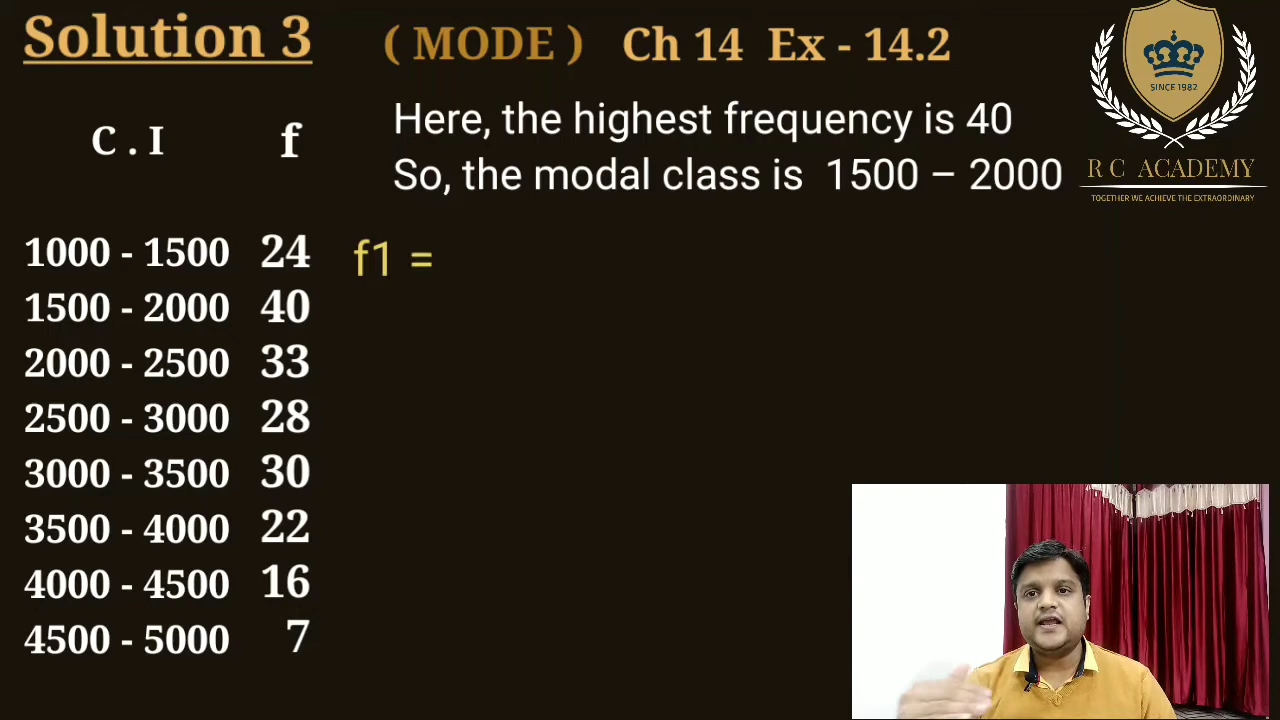 Solution 3
( MODE ) Ch 14 Ex - 14.2
SINCE 1982
R C ACADEMY
TOGETHER WE ACHIEVE THE EXTRAORDINARY
Here, the highest frequency is 40
So, the modal class is 1500 – 2000
C . I f
1000 - 1500 24
1500 - 2000 40
2000 - 2500 33
2500 - 3000 28
3000 - 3500 30
3500 - 4000 22
4000 - 4500 16
4500 - 5000 7
f1 =